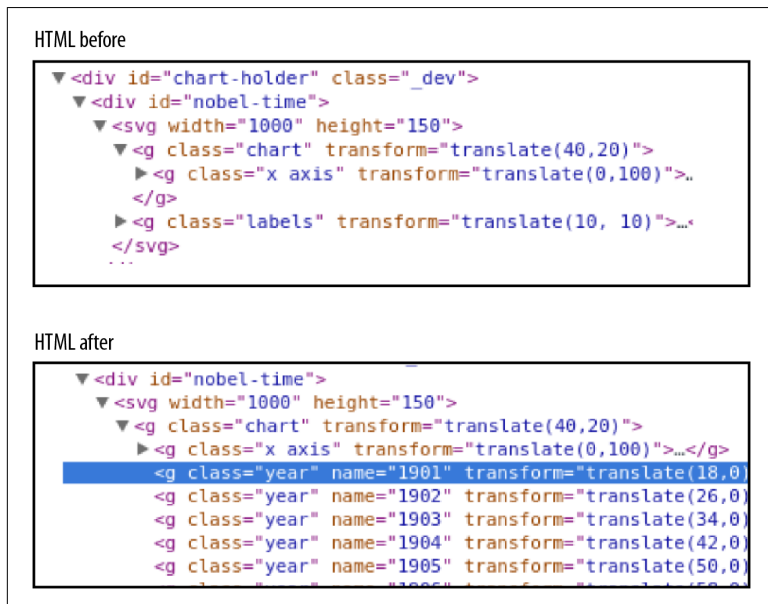 HTML before
▼<div id="chart-holder" class="_dev">
▼<div id="nobel-time">
▼<svg width="1000" height="150">
▼<g class="chart" transform="translate(40,20)">
▶<g class="x axis" transform="translate(0,100)">…
</g>
▶<g class="labels" transform="translate(10, 10)">…<
</svg>
HTML after
▼<div id="nobel-time">
▼<svg width="1000" height="150">
▼<g class="chart" transform="translate(40,20)">
▶<g class="x axis" transform="translate(0,100)">…</g>
<g class="year" name="1901" transform="translate(18,0)
<g class="year" name="1902" transform="translate(26,0)
<g class="year" name="1903" transform="translate(34,0)
<g class="year" name="1904" transform="translate(42,0)
<g class="year" name="1905" transform="translate(50,0)